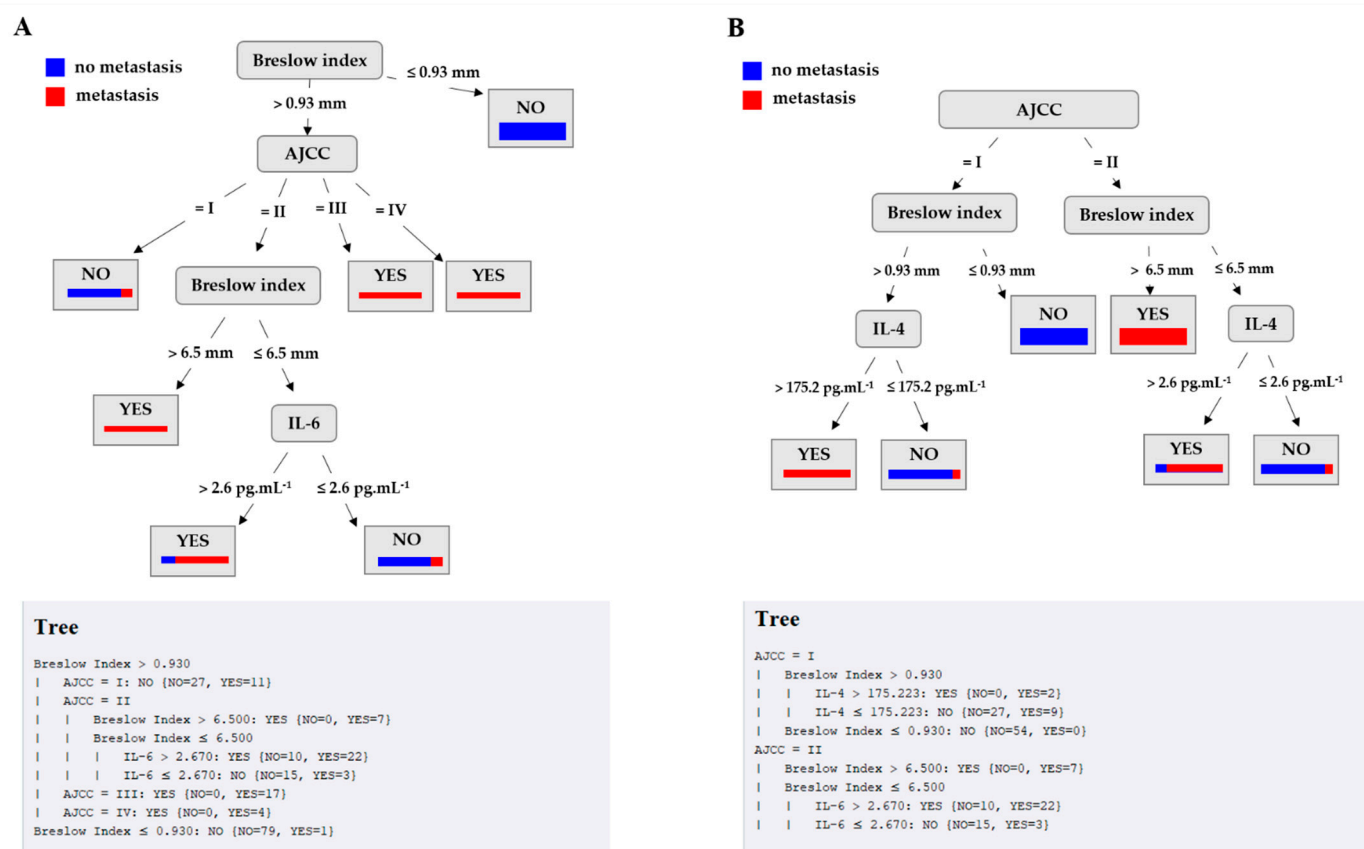 A
no metastasis
metastasis
Breslow index
≤ 0.93 mm
> 0.93 mm
NO
AJCC
= I
= II
= III
= IV
NO
Breslow index
YES
YES
> 6.5 mm
≤ 6.5 mm
YES
IL-6
> 2.6 pg.mL⁻¹
≤ 2.6 pg.mL⁻¹
YES
NO
Tree
Breslow Index > 0.930
|   AJCC = I: NO {NO=27, YES=11}
|   AJCC = II
|   |   Breslow Index > 6.500: YES {NO=0, YES=7}
|   |   Breslow Index ≤ 6.500
|   |   |   IL-6 > 2.670: YES {NO=10, YES=22}
|   |   |   IL-6 ≤ 2.670: NO {NO=15, YES=3}
|   AJCC = III: YES {NO=0, YES=17}
|   AJCC = IV: YES {NO=0, YES=4}
Breslow Index ≤ 0.930: NO {NO=79, YES=1}
B
no metastasis
metastasis
AJCC
= I
= II
Breslow index
Breslow index
> 0.93 mm
≤ 0.93 mm
> 6.5 mm
≤ 6.5 mm
IL-4
NO
YES
IL-4
> 175.2 pg.mL⁻¹
≤ 175.2 pg.mL⁻¹
> 2.6 pg.mL⁻¹
≤ 2.6 pg.mL⁻¹
YES
NO
YES
NO
Tree
AJCC = I
|   Breslow Index > 0.930
|   |   IL-4 > 175.223: YES {NO=0, YES=2}
|   |   IL-4 ≤ 175.223: NO {NO=27, YES=9}
|   Breslow Index ≤ 0.930: NO {NO=54, YES=0}
AJCC = II
|   Breslow Index > 6.500: YES {NO=0, YES=7}
|   Breslow Index ≤ 6.500
|   |   IL-6 > 2.670: YES {NO=10, YES=22}
|   |   IL-6 ≤ 2.670: NO {NO=15, YES=3}